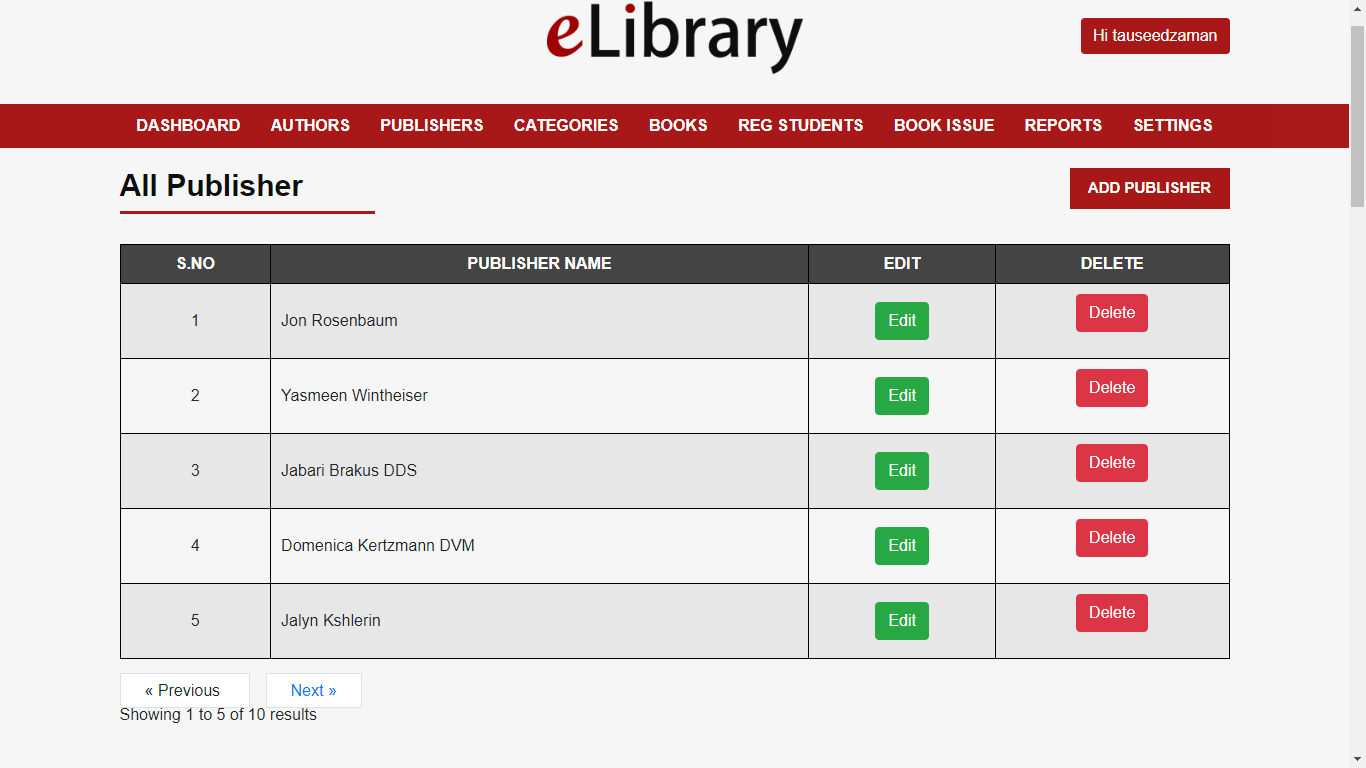 eLibrary
Hi tauseedzaman
DASHBOARD AUTHORS PUBLISHERS CATEGORIES BOOKS REG STUDENTS BOOK ISSUE REPORTS SETTINGS
All Publisher
ADD PUBLISHER
S.NO PUBLISHER NAME EDIT DELETE
1 Jon Rosenbaum Edit Delete
2 Yasmeen Wintheiser Edit Delete
3 Jabari Brakus DDS Edit Delete
4 Domenica Kertzmann DVM Edit Delete
5 Jalyn Kshlerin Edit Delete
« Previous Next »
Showing 1 to 5 of 10 results